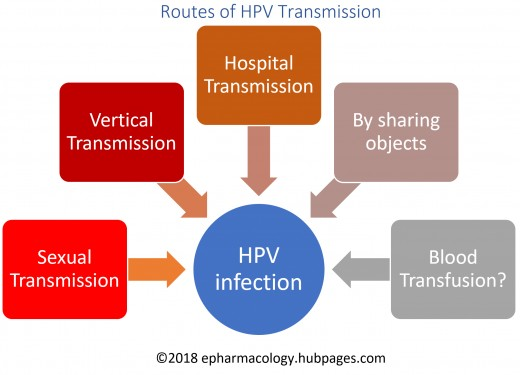 Routes of HPV Transmission
Hospital
Transmission
Vertical
Transmission
By sharing
objects
Sexual
Transmission
HPV
infection
Blood
Transfusion?
©2018 epharmacology.hubpages.com